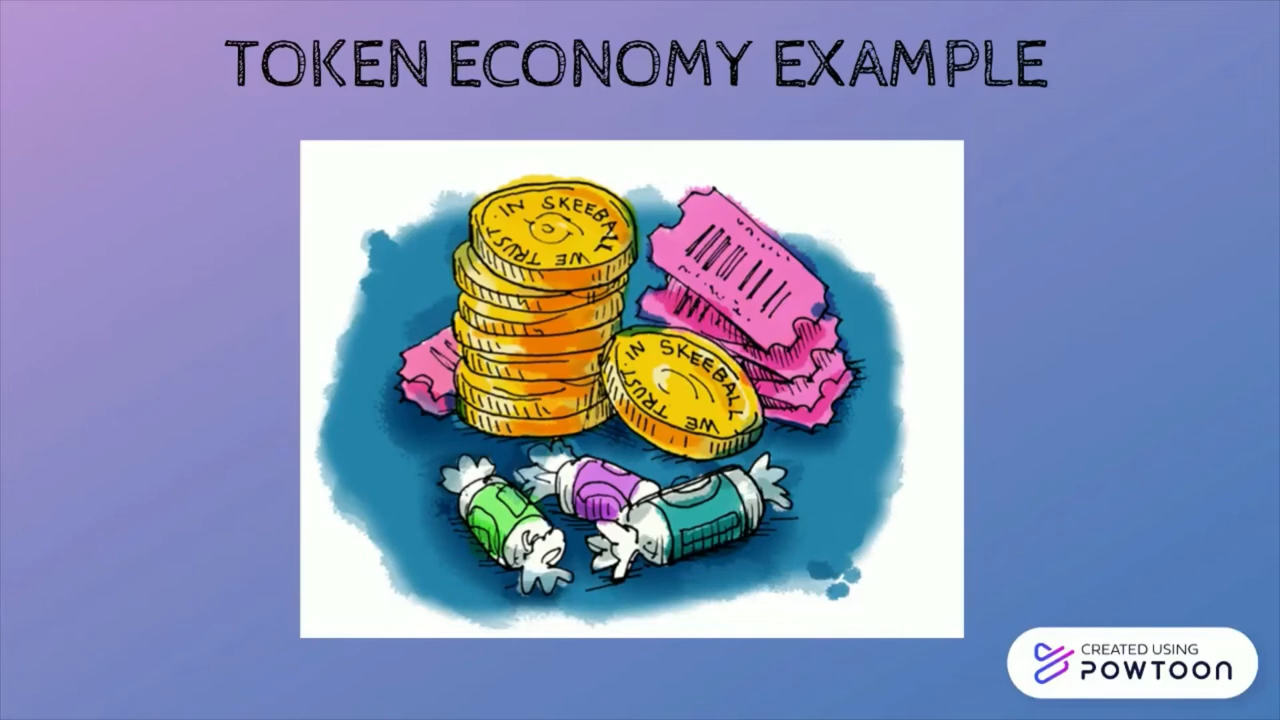 TOKEN ECONOMY EXAMPLE
IN SKEEBALL
WE TRUST
IN SKEEBALL
WE TRUST
CREATED USING
POWTOON